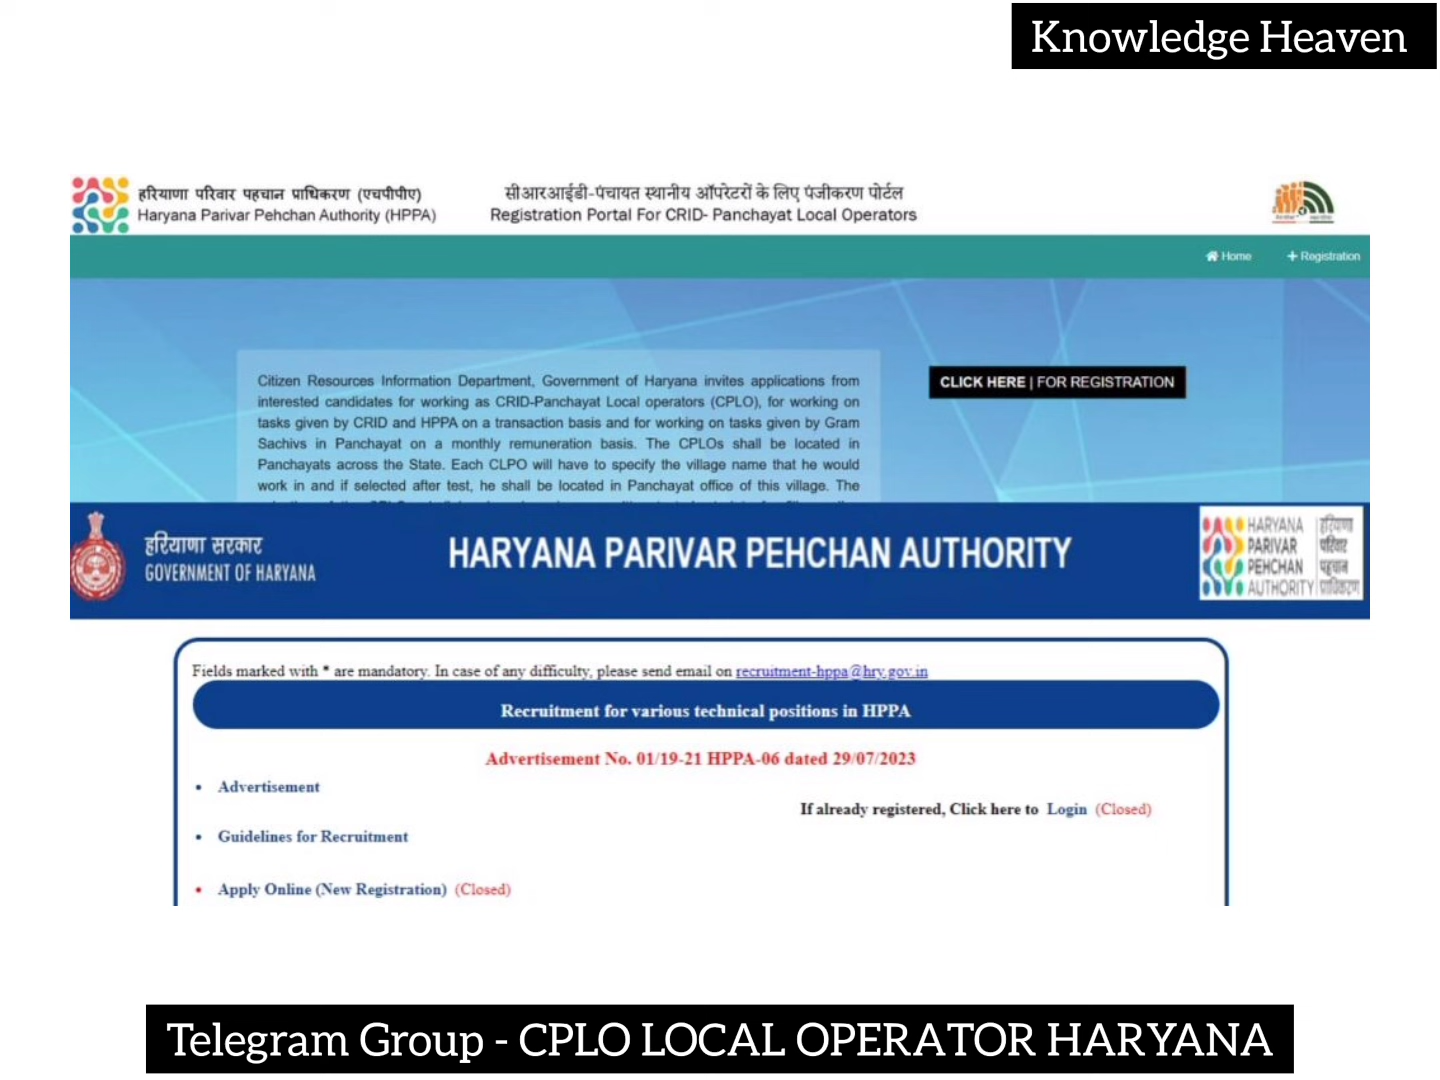 Knowledge Heaven
हरियाणा परिवार पहचान प्राधिकरण (एचपीपीए)
Haryana Parivar Pehchan Authority (HPPA)
सीआरआईडी-पंचायत स्थानीय ऑपरेटरों के लिए पंजीकरण पोर्टल
Registration Portal For CRID- Panchayat Local Operators
Home
+ Registration
Citizen Resources Information Department, Government of Haryana invites applications from
interested candidates for working as CRID-Panchayat Local operators (CPLO), for working on
tasks given by CRID and HPPA on a transaction basis and for working on tasks given by Gram
Sachivs in Panchayat on a monthly remuneration basis. The CPLOs shall be located in
Panchayats across the State. Each CLPO will have to specify the village name that he would
work in and if selected after test, he shall be located in Panchayat office of this village. The
CLICK HERE | FOR REGISTRATION
हरियाणा सरकार
GOVERNMENT OF HARYANA
HARYANA PARIVAR PEHCHAN AUTHORITY
HARYANA
PARIVAR
PEHCHAN
AUTHORITY
हरियाणा
परिवार
पहचान
प्राधिकरण
Fields marked with * are mandatory. In case of any difficulty, please send email on recruitment-hppa@hry.gov.in
Recruitment for various technical positions in HPPA
Advertisement No. 01/19-21 HPPA-06 dated 29/07/2023
• Advertisement
If already registered, Click here to Login (Closed)
• Guidelines for Recruitment
• Apply Online (New Registration) (Closed)
Telegram Group - CPLO LOCAL OPERATOR HARYANA